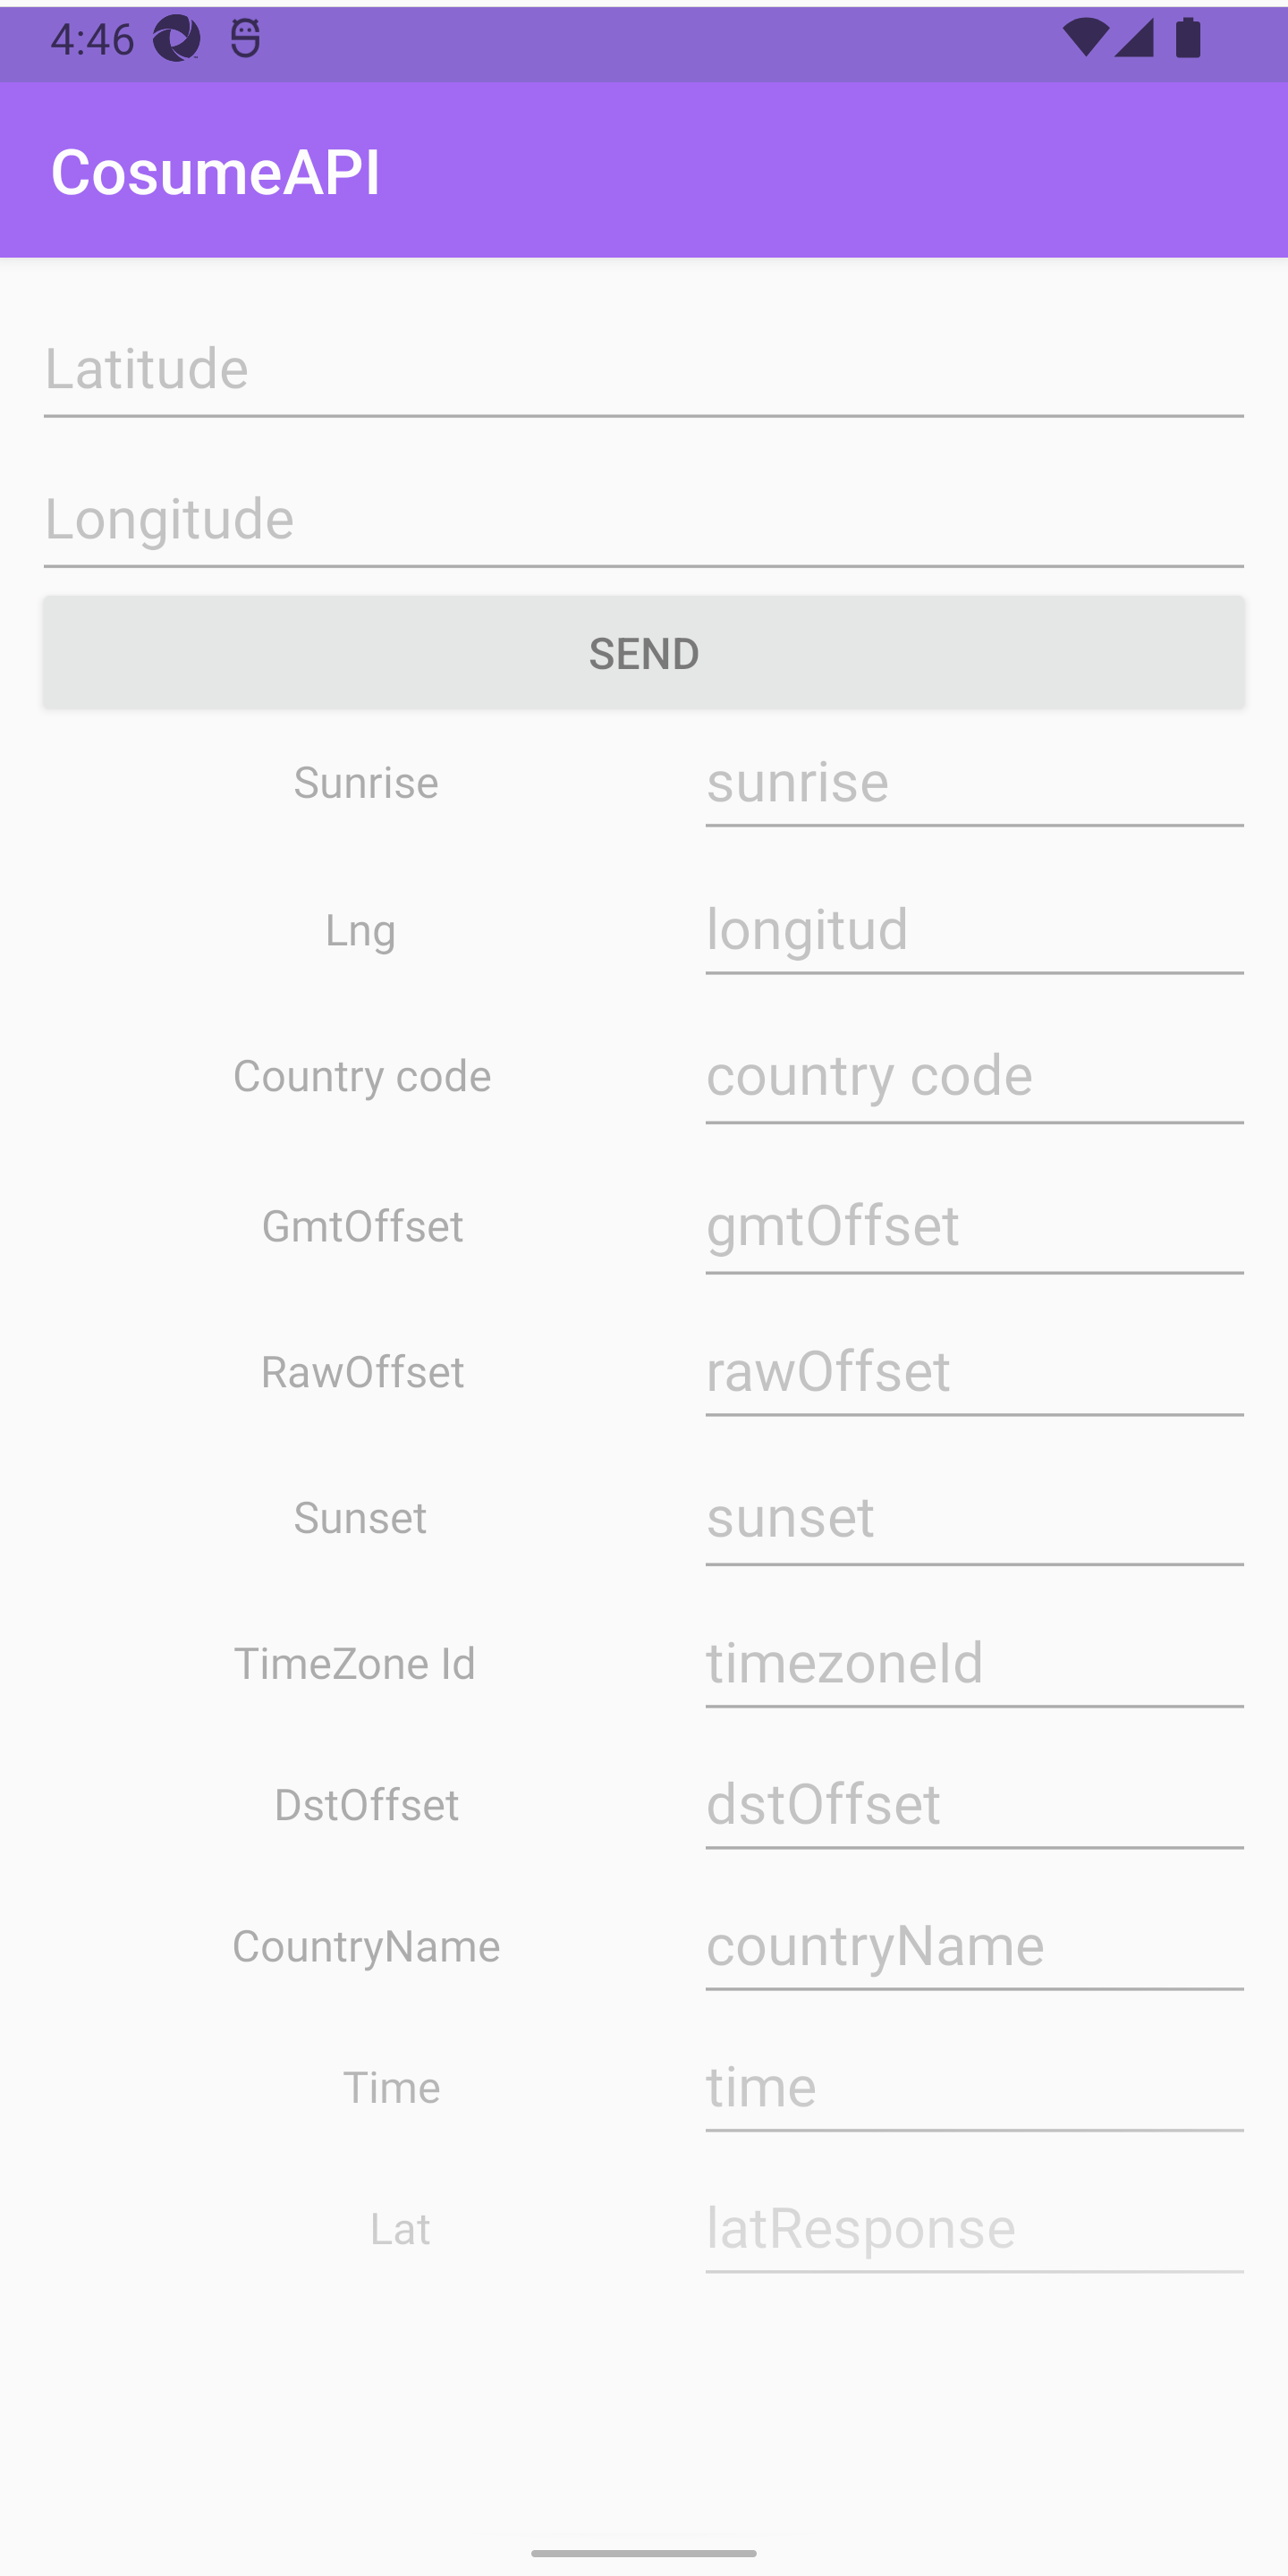 4:46
CosumeAPI
Latitude
Longitude
SEND
Sunrise sunrise
Lng longitud
Country code country code
GmtOffset gmtOffset
RawOffset rawOffset
Sunset sunset
TimeZone Id timezoneId
DstOffset dstOffset
CountryName countryName
Time time
Lat latResponse